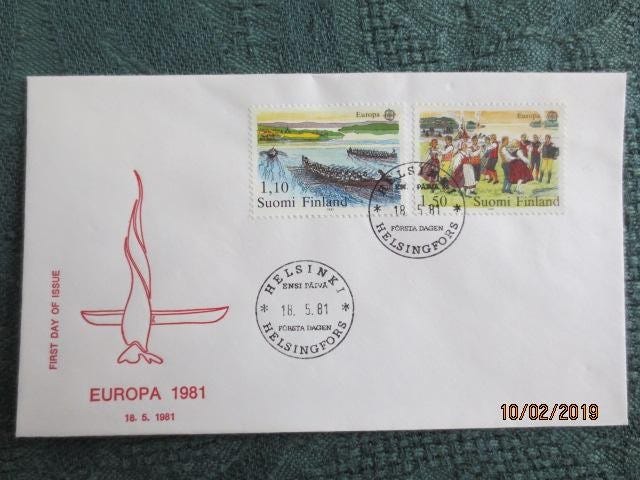 Europa
1,10
Suomi Finland
Europa
1,50
Suomi Finland
HELSINKI
ENSI PÄIVÄ
18. 5. 81
FÖRSTA DAGEN
HELSINGFORS
HELSINKI
ENSI PÄIVÄ
18. 5. 81
FÖRSTA DAGEN
HELSINGFORS
FIRST DAY OF ISSUE
EUROPA 1981
18. 5. 1981
10/02/2019